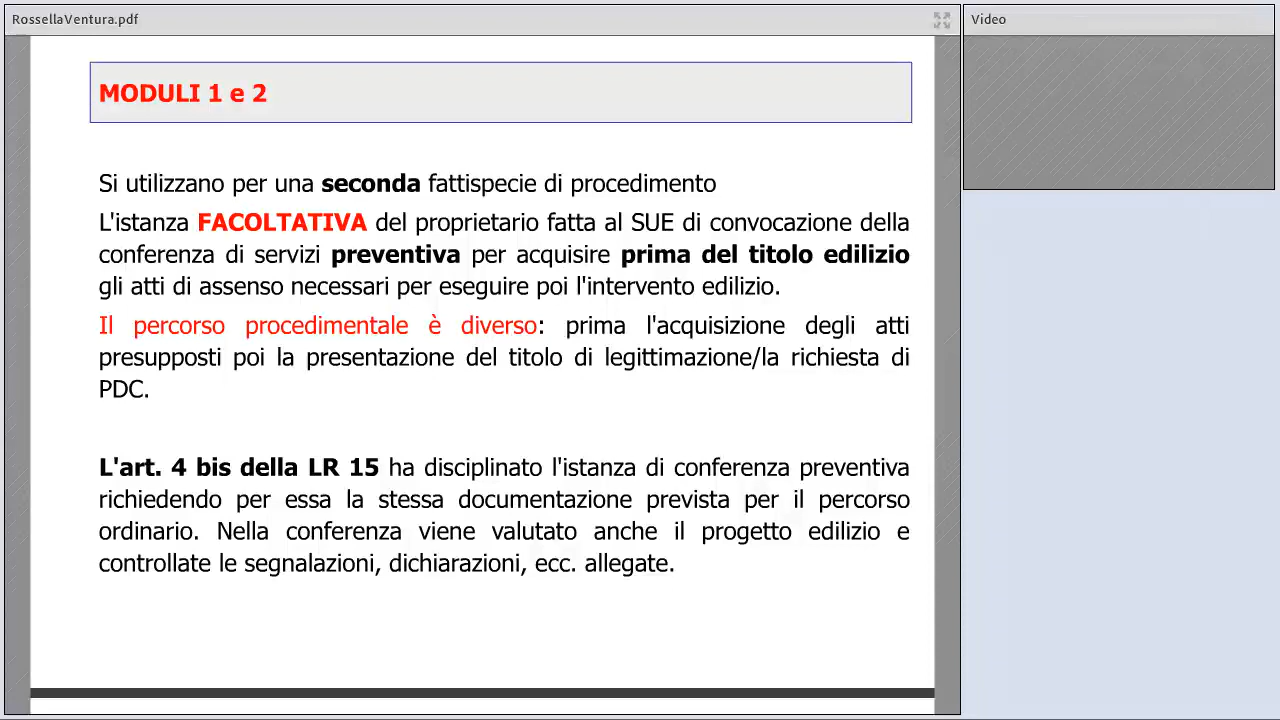 RossellaVentura.pdf
Video
MODULI 1 e 2
Si utilizzano per una seconda fattispecie di procedimento
L'istanza FACOLTATIVA del proprietario fatta al SUE di convocazione della
conferenza di servizi preventiva per acquisire prima del titolo edilizio
gli atti di assenso necessari per eseguire poi l'intervento edilizio.
Il percorso procedimentale è diverso: prima l'acquisizione degli atti
presupposti poi la presentazione del titolo di legittimazione/la richiesta di
PDC.
L'art. 4 bis della LR 15 ha disciplinato l'istanza di conferenza preventiva
richiedendo per essa la stessa documentazione prevista per il percorso
ordinario. Nella conferenza viene valutato anche il progetto edilizio e
controllate le segnalazioni, dichiarazioni, ecc. allegate.